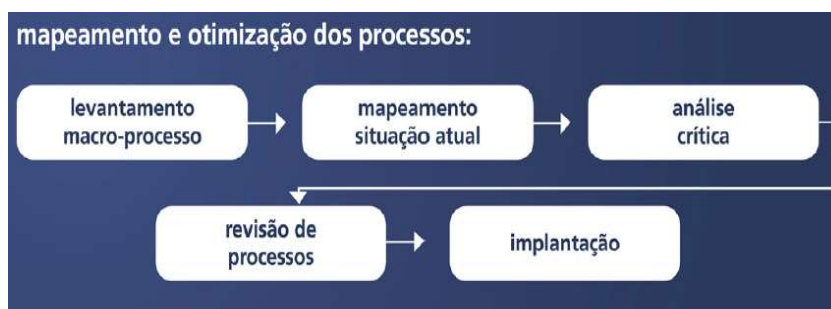 mapeamento e otimização dos processos:
levantamento
macro-processo
mapeamento
situação atual
análise
crítica
revisão de
processos
implantação